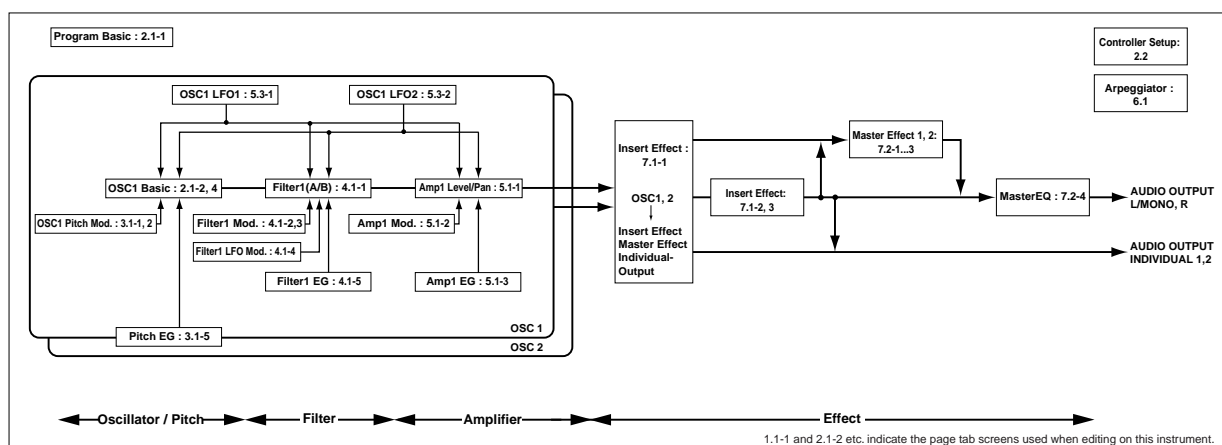 Program Basic : 2.1-1
Controller Setup:
2.2
Arpeggiator :
6.1
OSC1 LFO1 : 5.3-1
OSC1 LFO2 : 5.3-2
OSC1 Basic : 2.1-2, 4
Filter1(A/B) : 4.1-1
Amp1 Level/Pan : 5.1-1
OSC1 Pitch Mod. : 3.1-1, 2
Filter1 Mod. : 4.1-2,3
Amp1 Mod. : 5.1-2
Filter1 LFO Mod. : 4.1-4
Filter1 EG : 4.1-5
Amp1 EG : 5.1-3
Pitch EG : 3.1-5
OSC 1
OSC 2
Insert Effect :
7.1-1
OSC1, 2
Insert Effect
Master Effect
Individual-
Output
Insert Effect:
7.1-2, 3
Master Effect 1, 2:
7.2-1...3
MasterEQ : 7.2-4
AUDIO OUTPUT
L/MONO, R
AUDIO OUTPUT
INDIVIDUAL 1,2
Oscillator / Pitch
Filter
Amplifier
Effect
1.1-1 and 2.1-2 etc. indicate the page tab screens used when editing on this instrument.